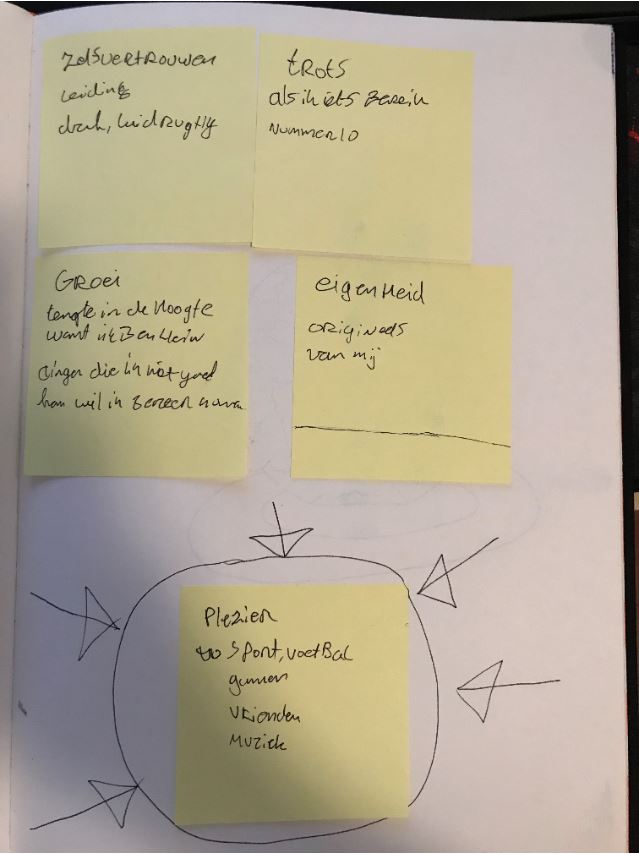 Zelfvertrouwen
Leiding
druk, luidruchtig
trots
als ik iets Bereik
Nummer 10
Groei
lengte in de Hoogte
want ik Ben klein
Dingen die ik niet goed
kan wil ik Bereiken
eigenheid
origineels
van mij
Plezier
Sport, voetBal
gamen
vrienden
Muziek